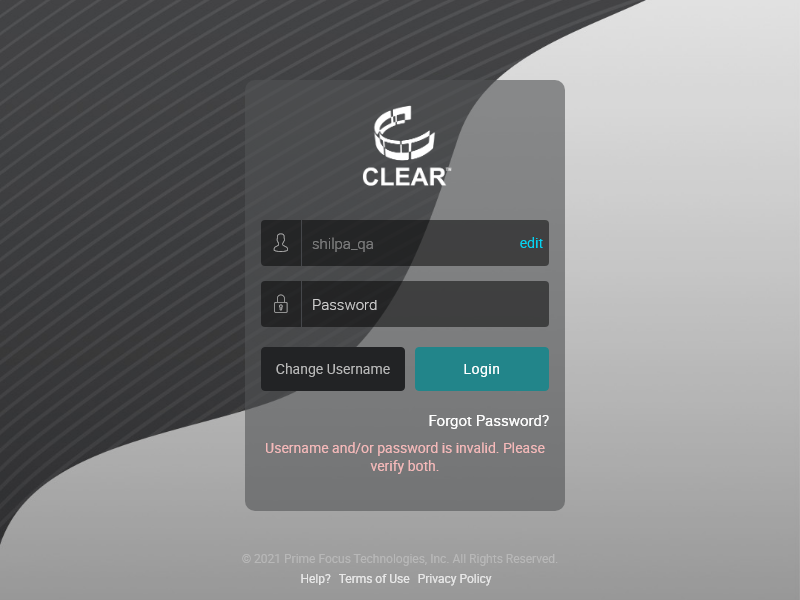 CLEAR™
shilpa_qa
edit
Password
Change Username
Login
Forgot Password?
Username and/or password is invalid. Please
verify both.
© 2021 Prime Focus Technologies, Inc. All Rights Reserved.
Help? Terms of Use Privacy Policy